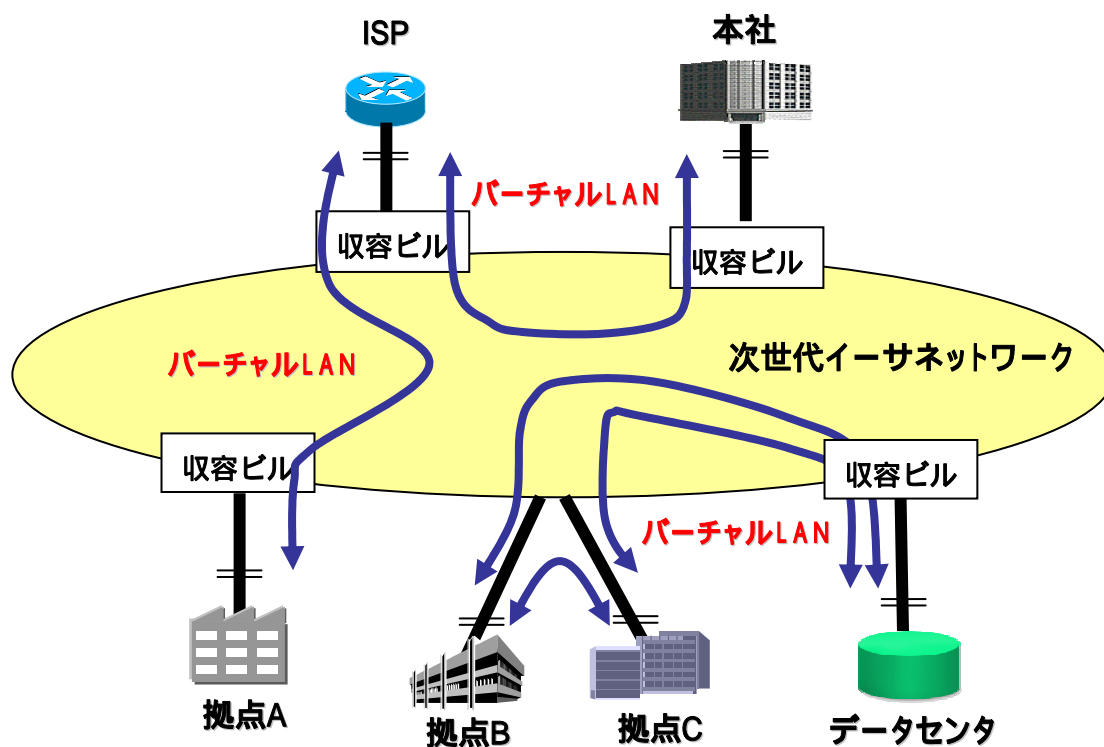 ISP
本社
バーチャルLAN
収容ビル
収容ビル
バーチャルLAN
次世代イーサネットワーク
収容ビル
収容ビル
バーチャルLAN
拠点A
拠点B
拠点C
データセンタ